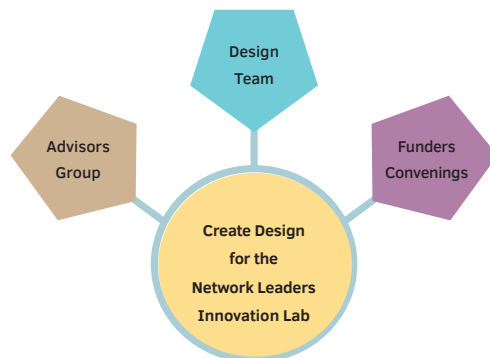 Design
Team
Advisors
Group
Funders
Convenings
Create Design
for the
Network Leaders
Innovation Lab